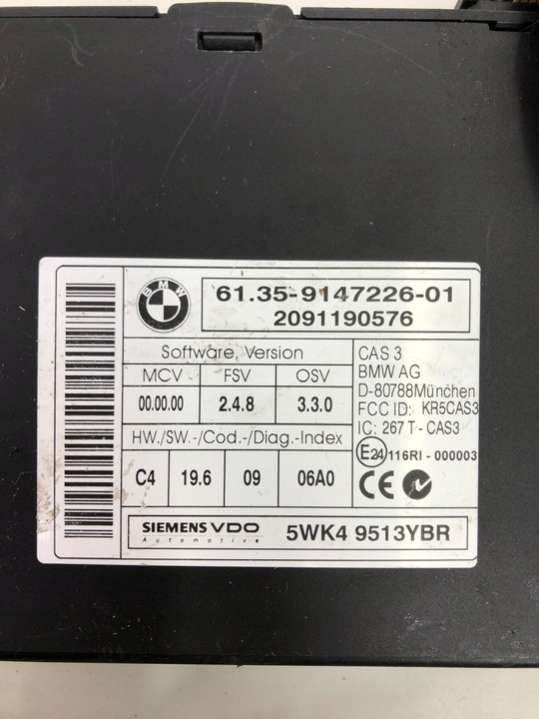 BMW
61.35-9147226-01
2091190576
Software, Version
MCV FSV OSV
00.00.00 2.4.8 3.3.0
HW./SW.-/Cod.-/Diag.-Index
C4 19.6 09 06A0
CAS 3
BMW AG
D-80788München
FCC ID: KR5CAS3
IC: 267 T - CAS3
E24 116RI - 000003
CE
SIEMENS VDO
Automotive
5WK4 9513YBR